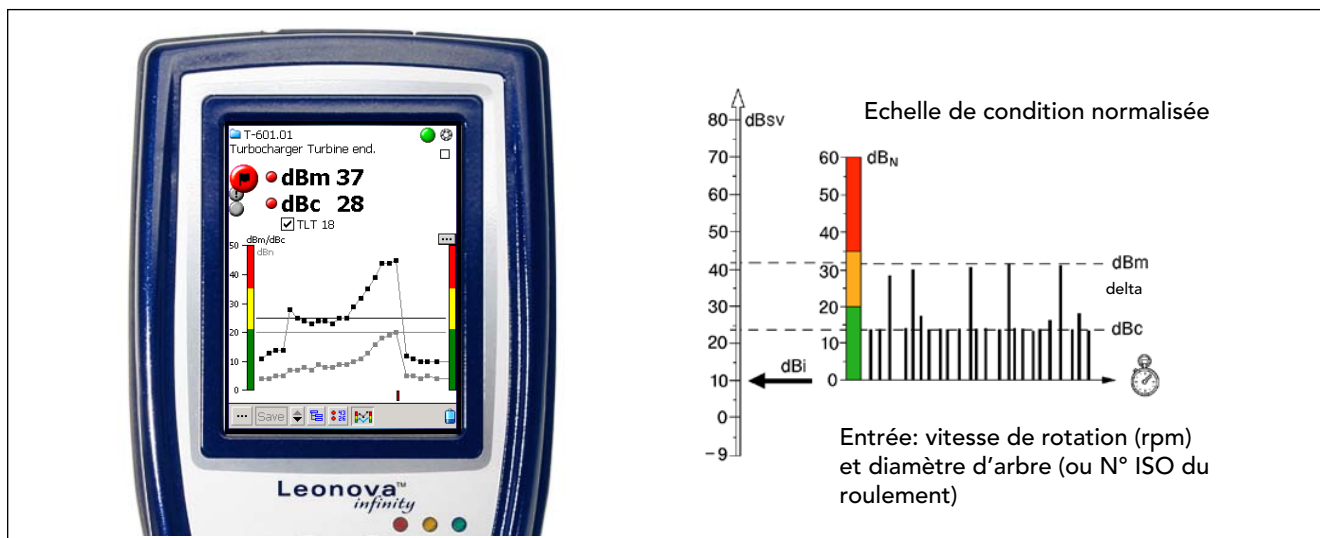 T-601.01
Turbocharger Turbine end.
dBm 37
dBc 28
TLT 18
dBm/dBc
dBn
50
40
30
20
10
0
Save
Leonova™
infinity
Echelle de condition normalisée
dBsv
80
70
60
50
40
30
20
10
0
-9
dBN
60
50
40
30
20
10
0
dBm
delta
dBc
dBi
Entrée: vitesse de rotation (rpm)
et diamètre d'arbre (ou N° ISO du
roulement)